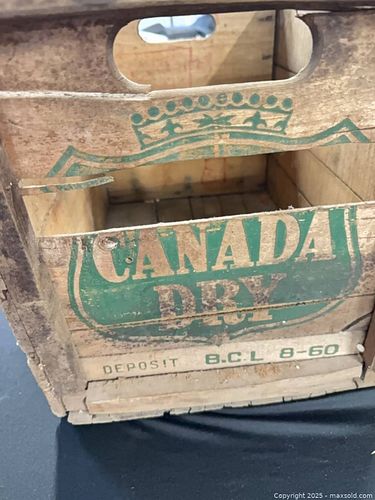 CANADA
DRY
DEPOSIT B.C.L 8-60
Copyright 2025 - maxsold.com